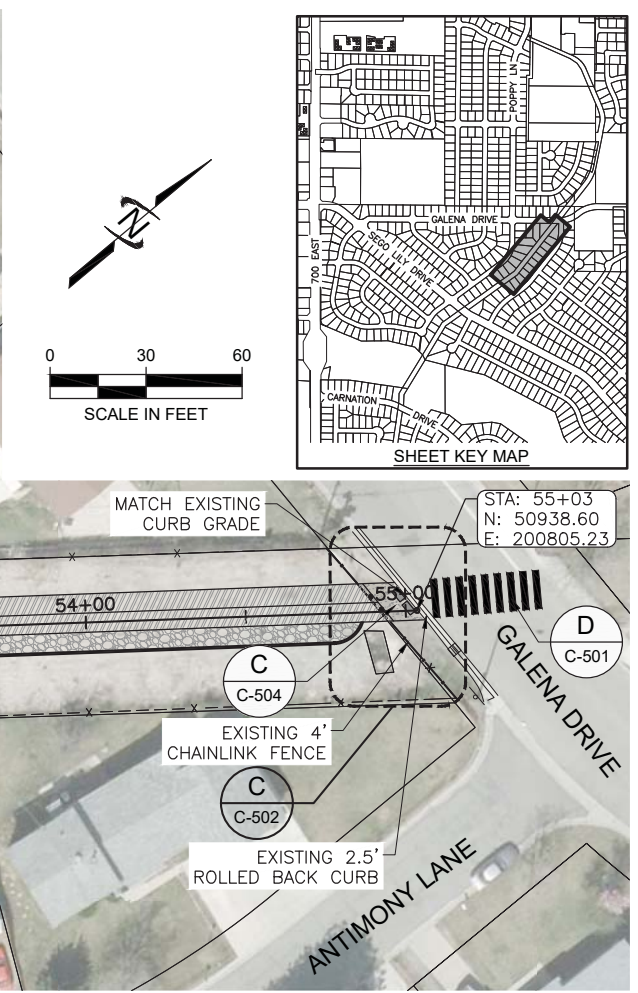 N
0 30 60
SCALE IN FEET
POPPY LN
GALENA DRIVE
SEGO LILY DRIVE
700 EAST
CARNATION
DRIVE
SHEET KEY MAP
MATCH EXISTING
CURB GRADE
STA: 55+03
N: 50938.60
E: 200805.23
54+00
55+00
D
C-501
C
C-504
GALENA DRIVE
EXISTING 4'
CHAINLINK FENCE
C
C-502
EXISTING 2.5'
ROLLED BACK CURB
ANTIMONY LANE